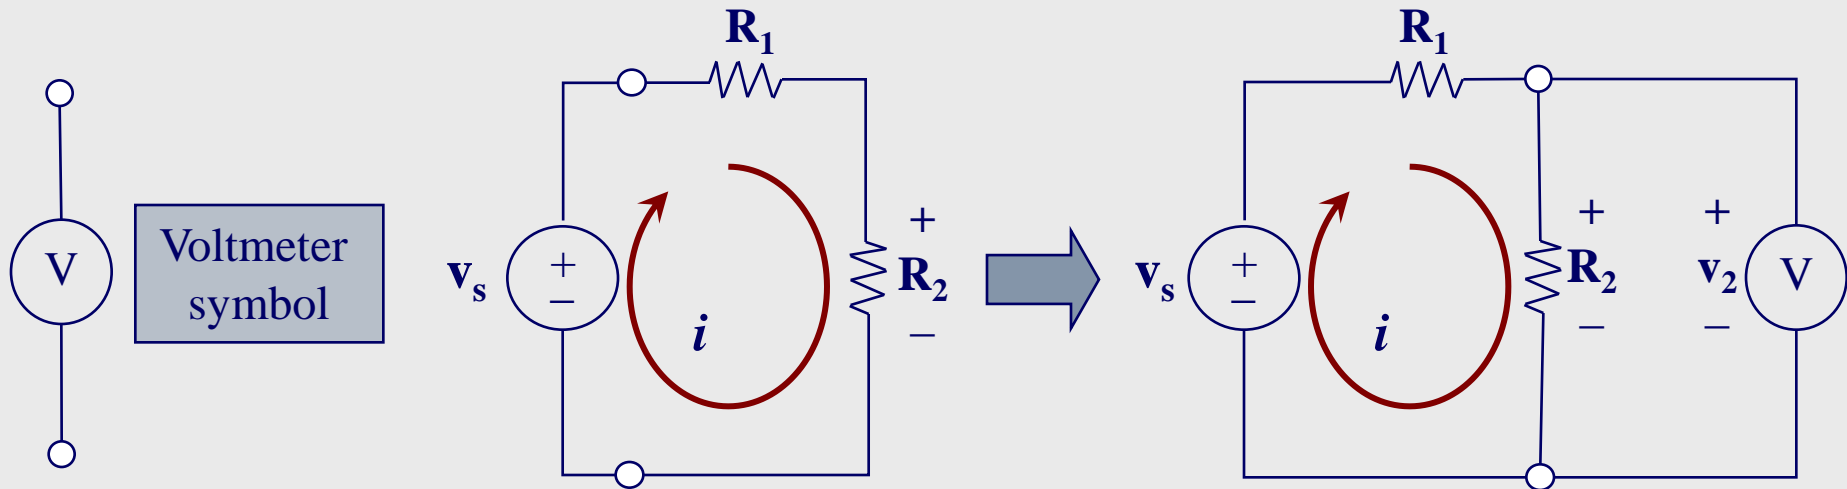 V
Voltmeter
symbol
R₁
vₛ
+
−
i
+
R₂
−
R₁
vₛ
+
−
i
+
R₂
−
+
v₂
−
V